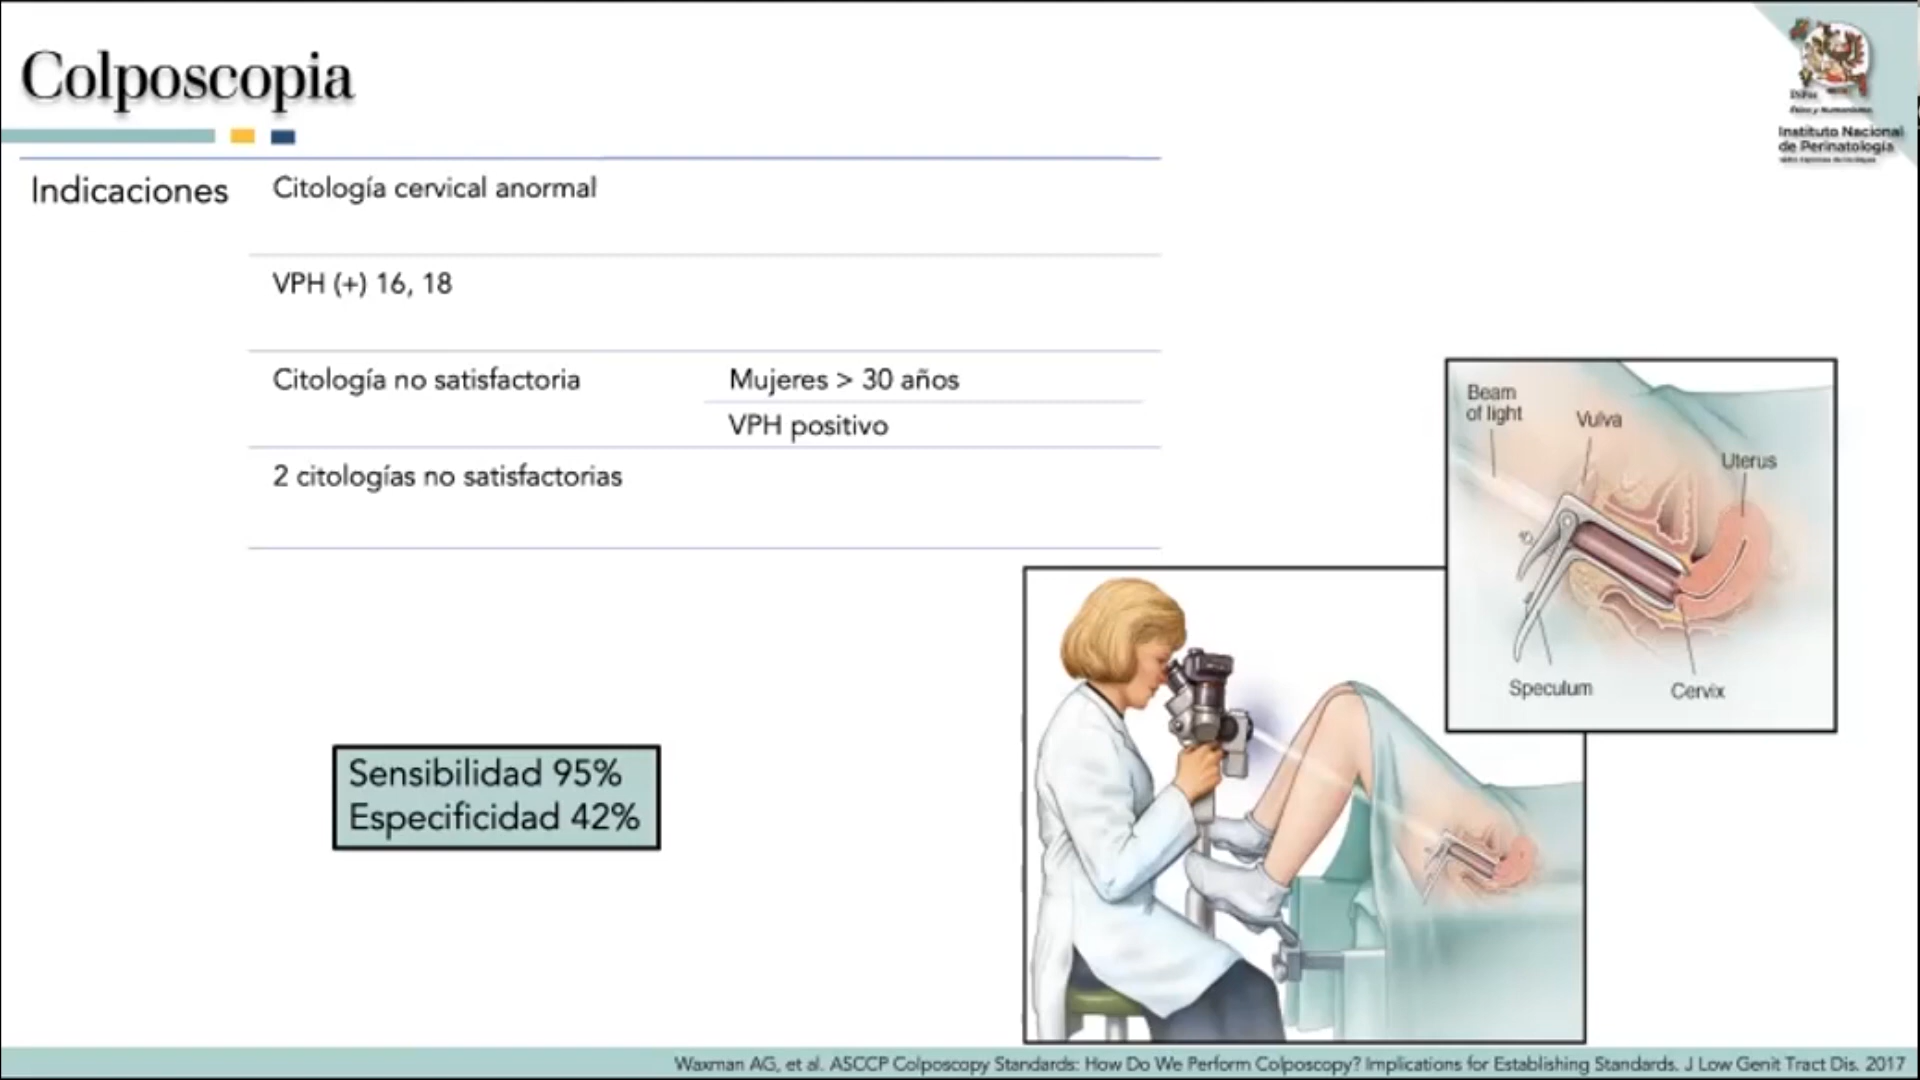 Colposcopia
Instituto Nacional
de Perinatología
Indicaciones
Citología cervical anormal
VPH (+) 16, 18
Citología no satisfactoria
Mujeres > 30 años
VPH positivo
2 citologías no satisfactorias
Sensibilidad 95%
Especificidad 42%
Beam
of light
Vulva
Uterus
Speculum
Cervix
Waxman AG, et al. ASCCP Colposcopy Standards: How Do We Perform Colposcopy? Implications for Establishing Standards. J Low Genit Tract Dis. 2017